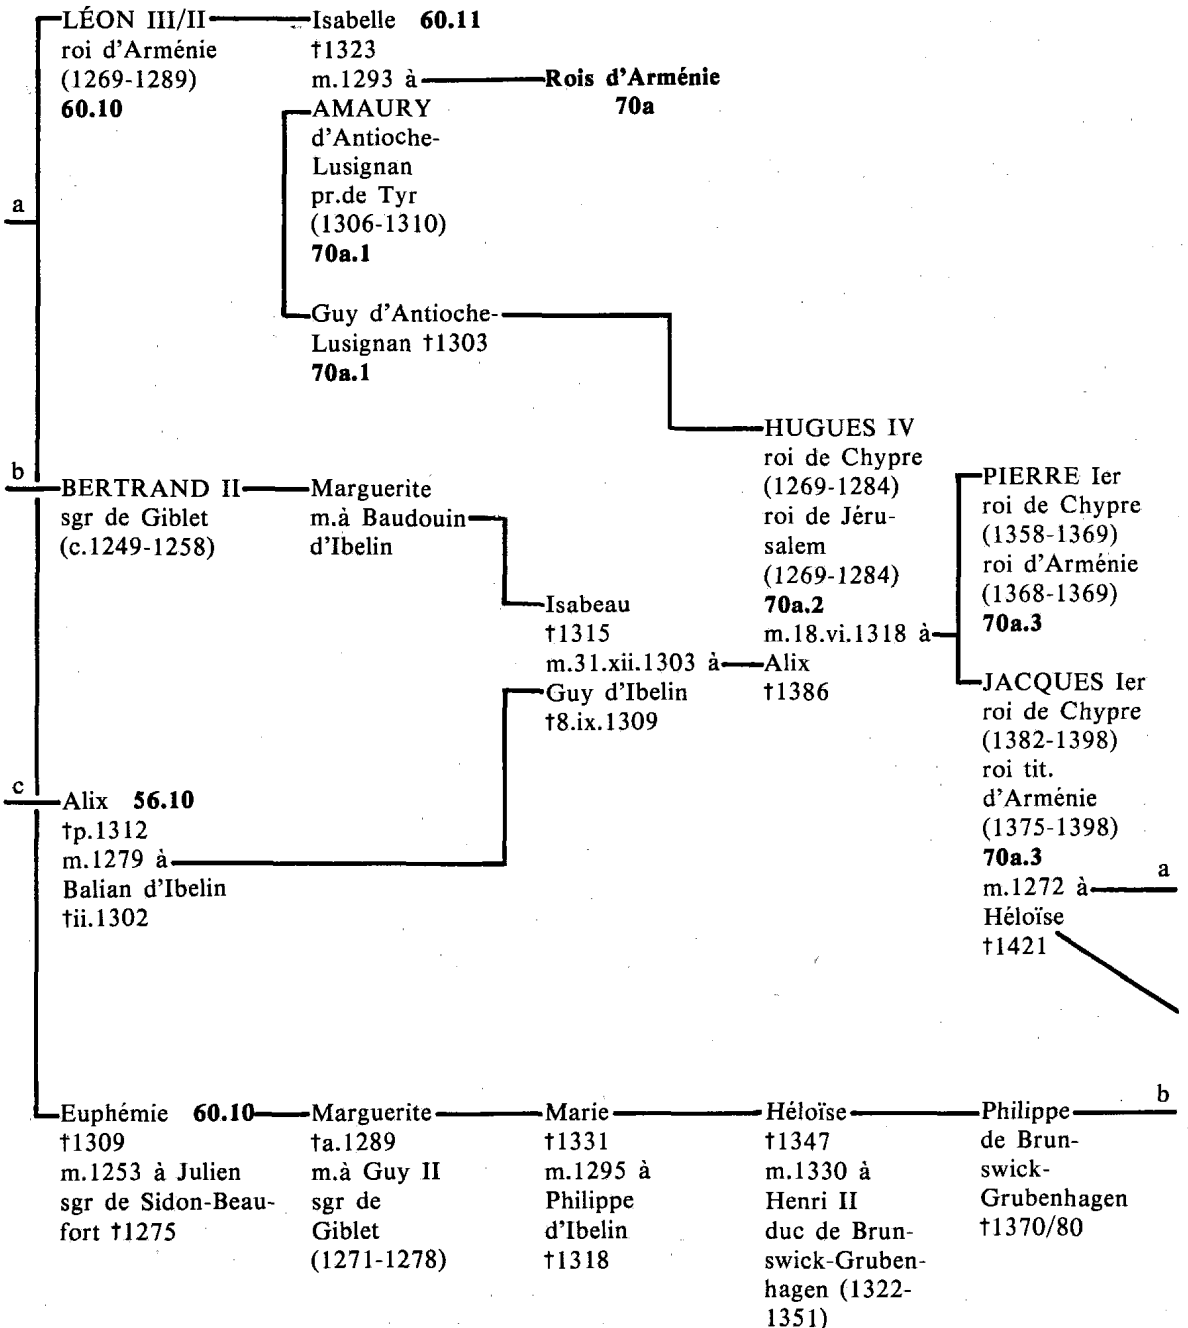 LÉON III/II
roi d'Arménie
(1269-1289)
60.10
Isabelle 60.11
†1323
m.1293 à
AMAURY
d'Antioche-
Lusignan
pr.de Tyr
(1306-1310)
70a.1
Rois d'Arménie
70a
a
Guy d'Antioche-
Lusignan †1303
70a.1
b
BERTRAND II
sgr de Giblet
(c.1249-1258)
Marguerite
m.à Baudouin
d'Ibelin
Isabeau
†1315
m.31.xii.1303 à
Guy d'Ibelin
†8.ix.1309
HUGUES IV
roi de Chypre
(1269-1284)
roi de Jéru-
salem
(1269-1284)
70a.2
m.18.vi.1318 à
Alix
†1386
PIERRE Ier
roi de Chypre
(1358-1369)
roi d'Arménie
(1368-1369)
70a.3
JACQUES Ier
roi de Chypre
(1382-1398)
roi tit.
d'Arménie
(1375-1398)
70a.3
m.1272 à
Héloïse
†1421
a
c
Alix 56.10
†p.1312
m.1279 à
Balian d'Ibelin
†ii.1302
Euphémie 60.10
†1309
m.1253 à Julien
sgr de Sidon-Beau-
fort †1275
Marguerite
†a.1289
m.à Guy II
sgr de
Giblet
(1271-1278)
Marie
†1331
m.1295 à
Philippe
d'Ibelin
†1318
Héloïse
†1347
m.1330 à
Henri II
duc de Brun-
swick-Gruben-
hagen (1322-
1351)
Philippe
de Brun-
swick-
Grubenhagen
†1370/80
b